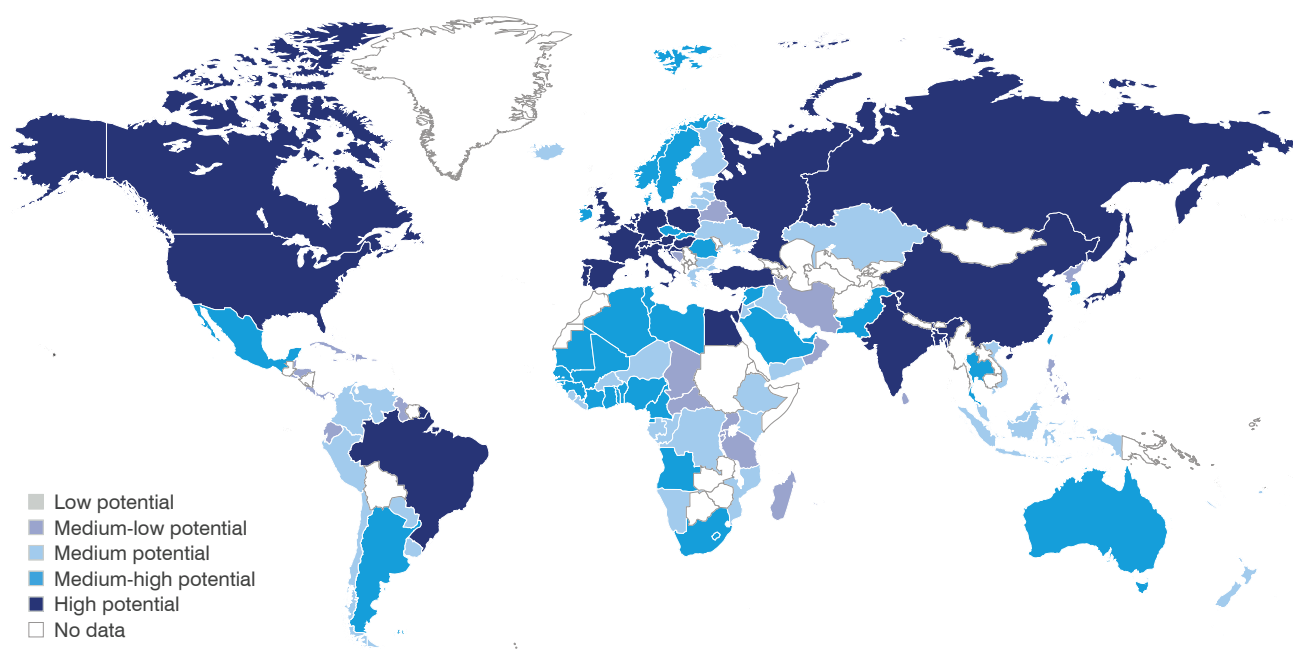 Low potential
Medium-low potential
Medium potential
Medium-high potential
High potential
No data